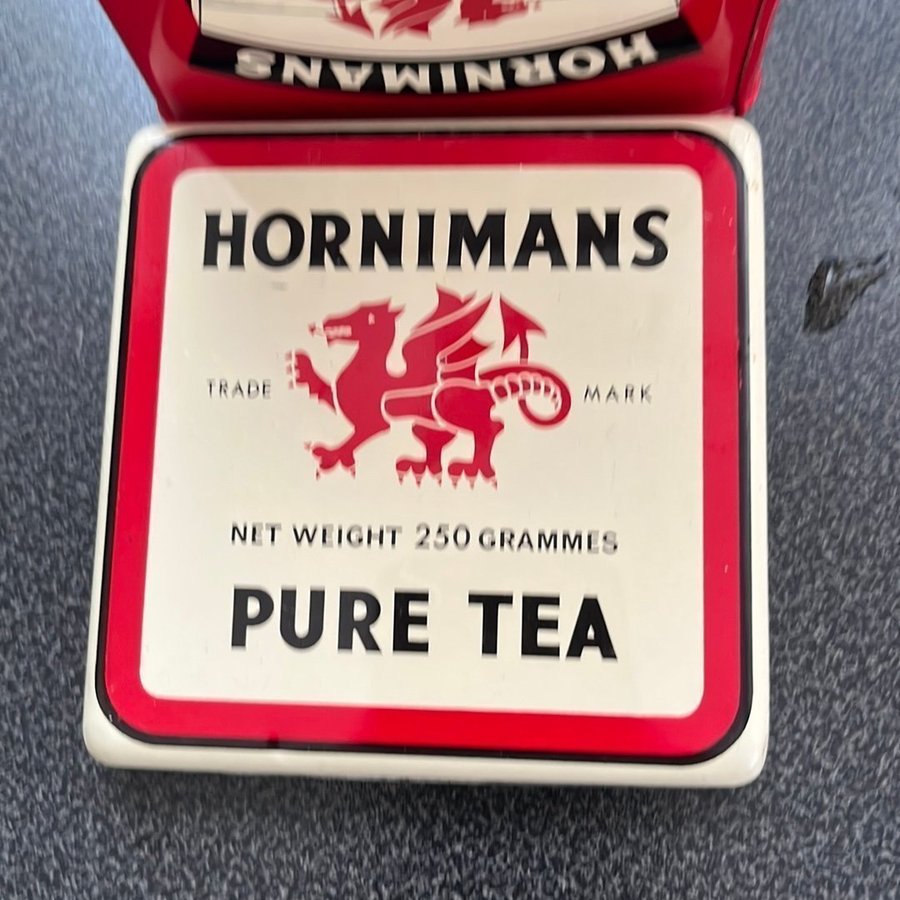 HORNIMANS
HORNIMANS
TRADE MARK
NET WEIGHT 250 GRAMMES
PURE TEA